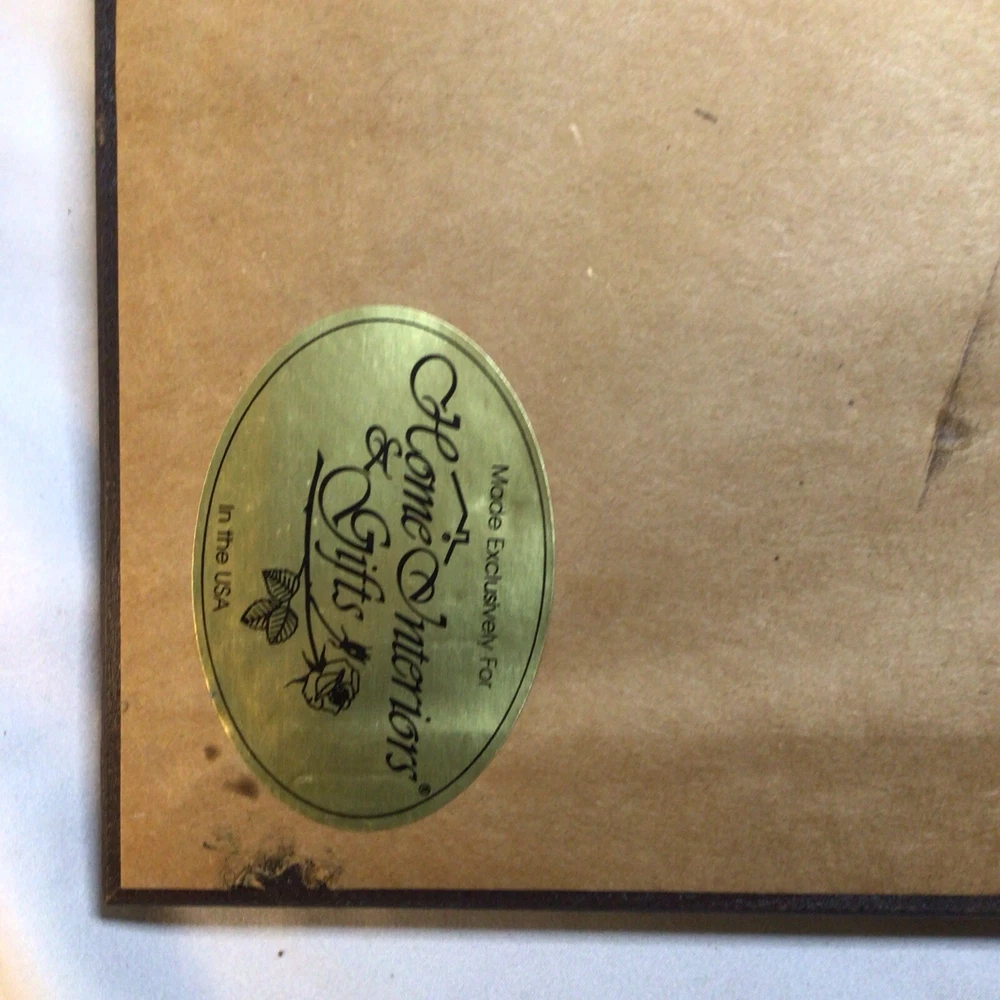 Made Exclusively For
Home Interiors®
& Gifts
In the USA